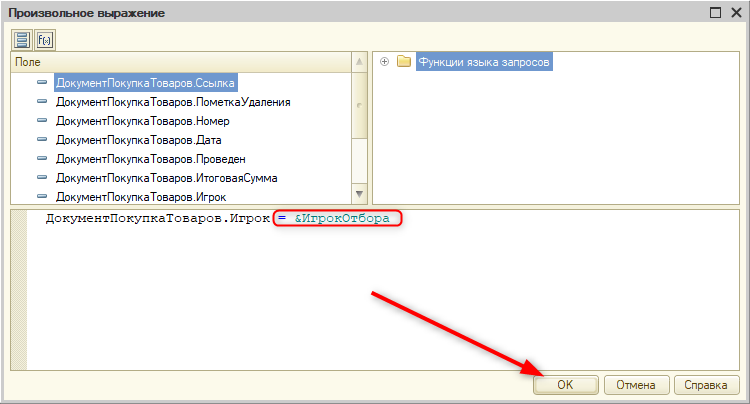 Произвольное выражение
f(x)
Поле
ДокументПокупкаТоваров.Ссылка
ДокументПокупкаТоваров.ПометкаУдаления
ДокументПокупкаТоваров.Номер
ДокументПокупкаТоваров.Дата
ДокументПокупкаТоваров.Проведен
ДокументПокупкаТоваров.ИтоговаяСумма
ДокументПокупкаТоваров.Игрок
Функции языка запросов
ДокументПокупкаТоваров.Игрок = &ИгрокОтбора
OK Отмена Справка